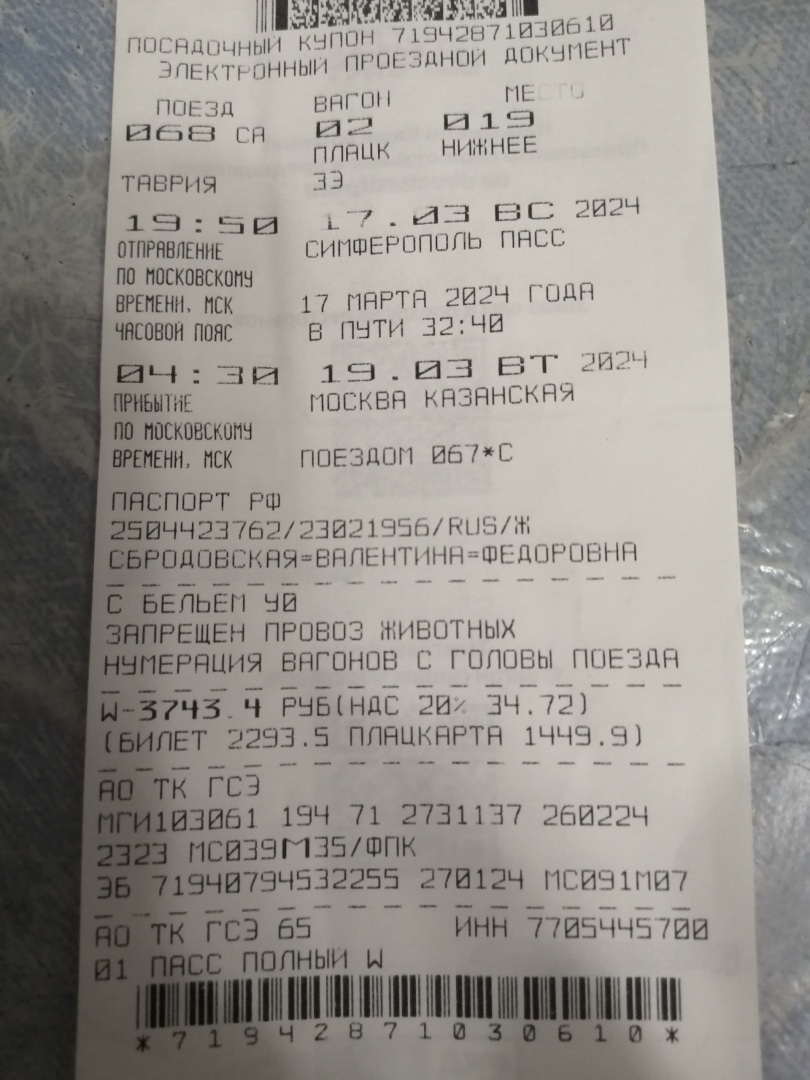 ПОСАДОЧНЫЙ КУПОН 71942871030610
ЭЛЕКТРОННЫЙ ПРОЕЗДНОЙ ДОКУМЕНТ
ПОЕЗД ВАГОН МЕСТО
068 СА 02 019
ПЛАЦК НИЖНЕЕ
ТАВРИЯ 3Э
19:50 17.03 ВС 2024
ОТПРАВЛЕНИЕ СИМФЕРОПОЛЬ ПАСС
ПО МОСКОВСКОМУ
ВРЕМЕНИ, МСК 17 МАРТА 2024 ГОДА
ЧАСОВОЙ ПОЯС В ПУТИ 32:40
04:30 19.03 ВТ 2024
ПРИБЫТИЕ МОСКВА КАЗАНСКАЯ
ПО МОСКОВСКОМУ
ВРЕМЕНИ, МСК ПОЕЗДОМ 067*С
ПАСПОРТ РФ
2504423762/23021956/RUS/Ж
СБРОДОВСКАЯ=ВАЛЕНТИНА=ФЕДОРОВНА
С БЕЛЬЕМ У0
ЗАПРЕЩЕН ПРОВОЗ ЖИВОТНЫХ
НУМЕРАЦИЯ ВАГОНОВ С ГОЛОВЫ ПОЕЗДА
W-3743.4 РУБ(НДС 20% 34.72)
(БИЛЕТ 2293.5 ПЛАЦКАРТА 1449.9)
АО ТК ГСЭ
МГИ103061 194 71 2731137 260224
2323 МС039М35/ФПК
ЭБ 71940794532255 270124 МС091М07
АО ТК ГСЭ 65 ИНН 7705445700
01 ПАСС ПОЛНЫЙ W
*71942871030610*